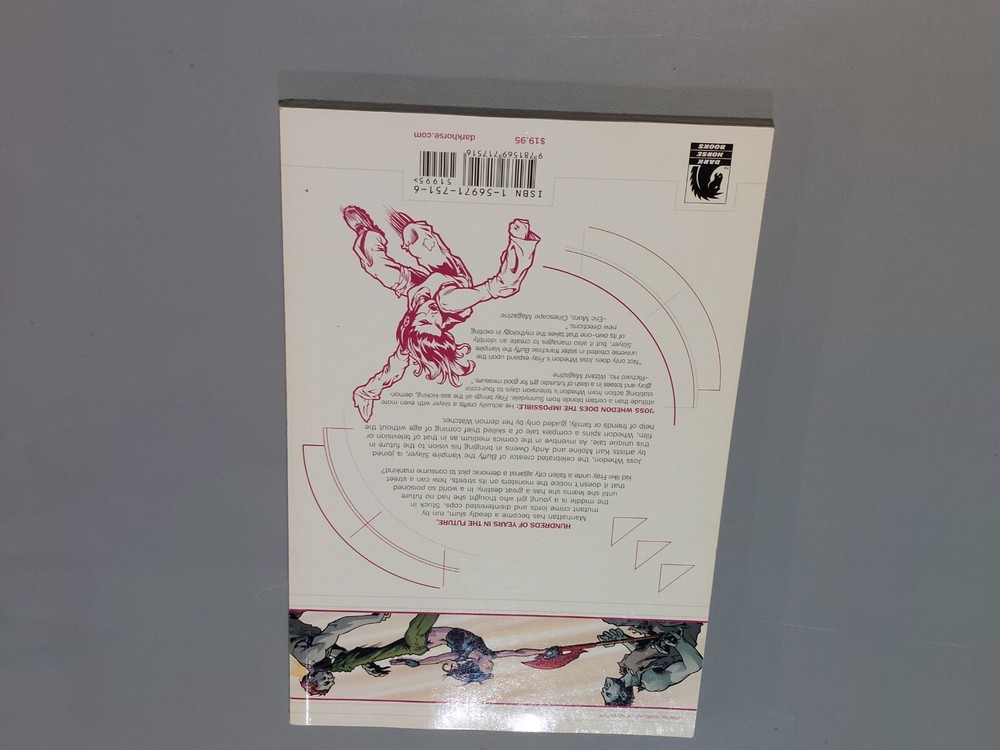 HUNDREDS OF YEARS IN THE FUTURE,
Manhattan has become a deadly slum, run by
mutant crime lords and disinterested cops. Stuck in
the middle is a young girl who thought she had no future
until she learns she has a great destiny. In a world so poisoned
that it doesn't notice the monsters on its streets, how can a street
kid like Fray unite a fallen city against a demonic plot to consume mankind?
Joss Whedon, the celebrated creator of Buffy the Vampire Slayer, is joined
by artists Karl Moline and Andy Owens in bringing his vision to the future in
this unique tale. As inventive in the comics medium as in that of television or
film, Whedon spins a complex tale of a skilled thief coming of age without the
help of friends or family, guided only by her demon Watcher.
"JOSS WHEDON DOES THE IMPOSSIBLE: He actually crafts a slayer with even more
attitude than a certain blonde from Sunnydale. Fray brings all the ass-kicking, demon-
stabbing action from Whedon's television days to four-color
glory and tosses in a dash of futuristic grit for good measure."
–Richard Ho, Wizard Magazine
"Not only does Joss Whedon's Fray expand upon the
universe created in sister franchise Buffy the Vampire
Slayer, but it also manages to create an identity
of its own–one that takes the mythology in exciting
new directions."
–Eric Moro, Cinescape Magazine
ISBN 1-56971-751-6
51995>
9 781569 717516
$19.95
darkhorse.com
DARK
HORSE
BOOKS